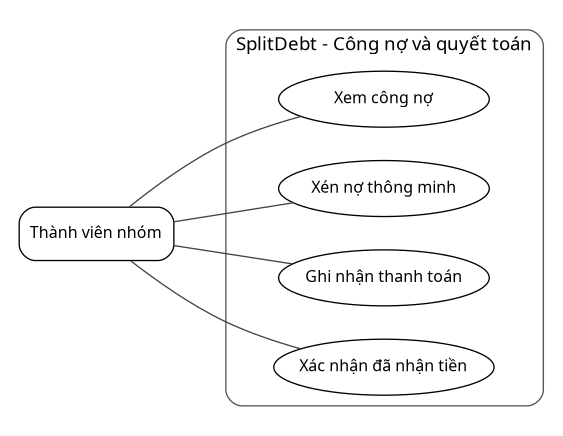 SplitDebt - Công nợ và quyết toán
Xem công nợ
Xén nợ thông minh
Thành viên nhóm
Ghi nhận thanh toán
Xác nhận đã nhận tiền